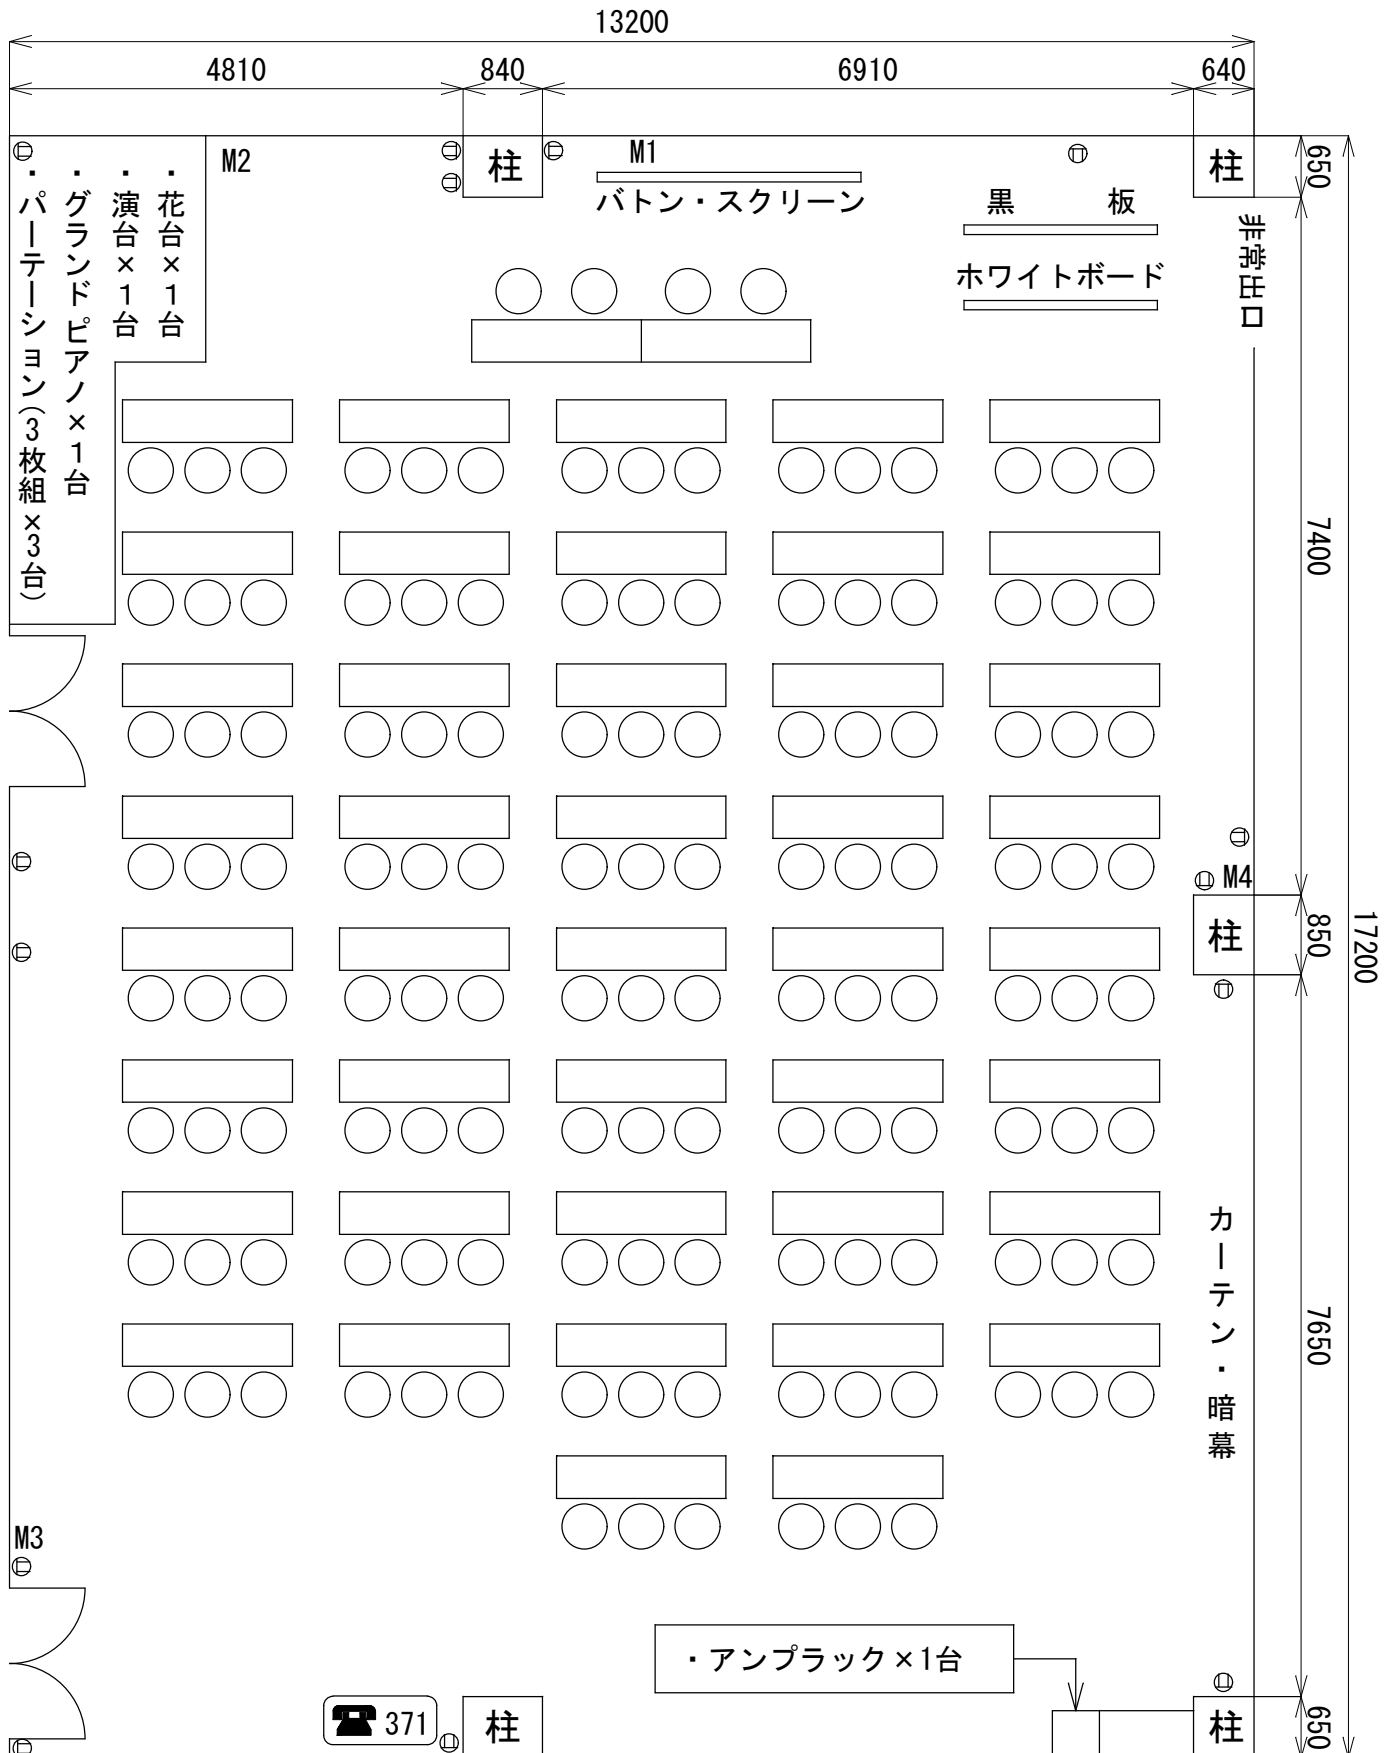 13200
4810
840
6910
640
M2
柱
M1
バトン・スクリーン
黒　板
ホワイトボード
柱
650
非常出口
・花台×1台
・演台×1台
・グランドピアノ×1台
・パーテーション(3枚組×3台)
7400
M4
柱
850
17200
カーテン・暗幕
7650
M3
・アンプラック×1台
371
柱
柱
650